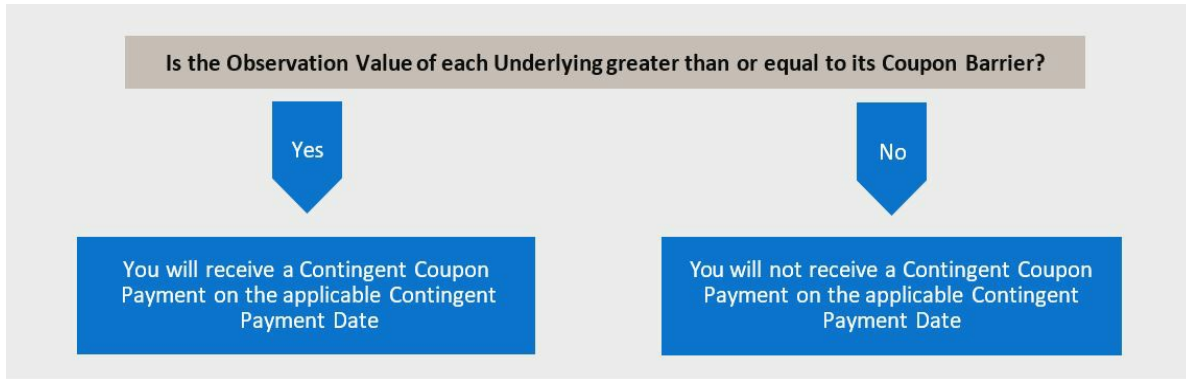 Is the Observation Value of each Underlying greater than or equal to its Coupon Barrier?
Yes
No
You will receive a Contingent Coupon
Payment on the applicable Contingent
Payment Date
You will not receive a Contingent Coupon
Payment on the applicable Contingent
Payment Date